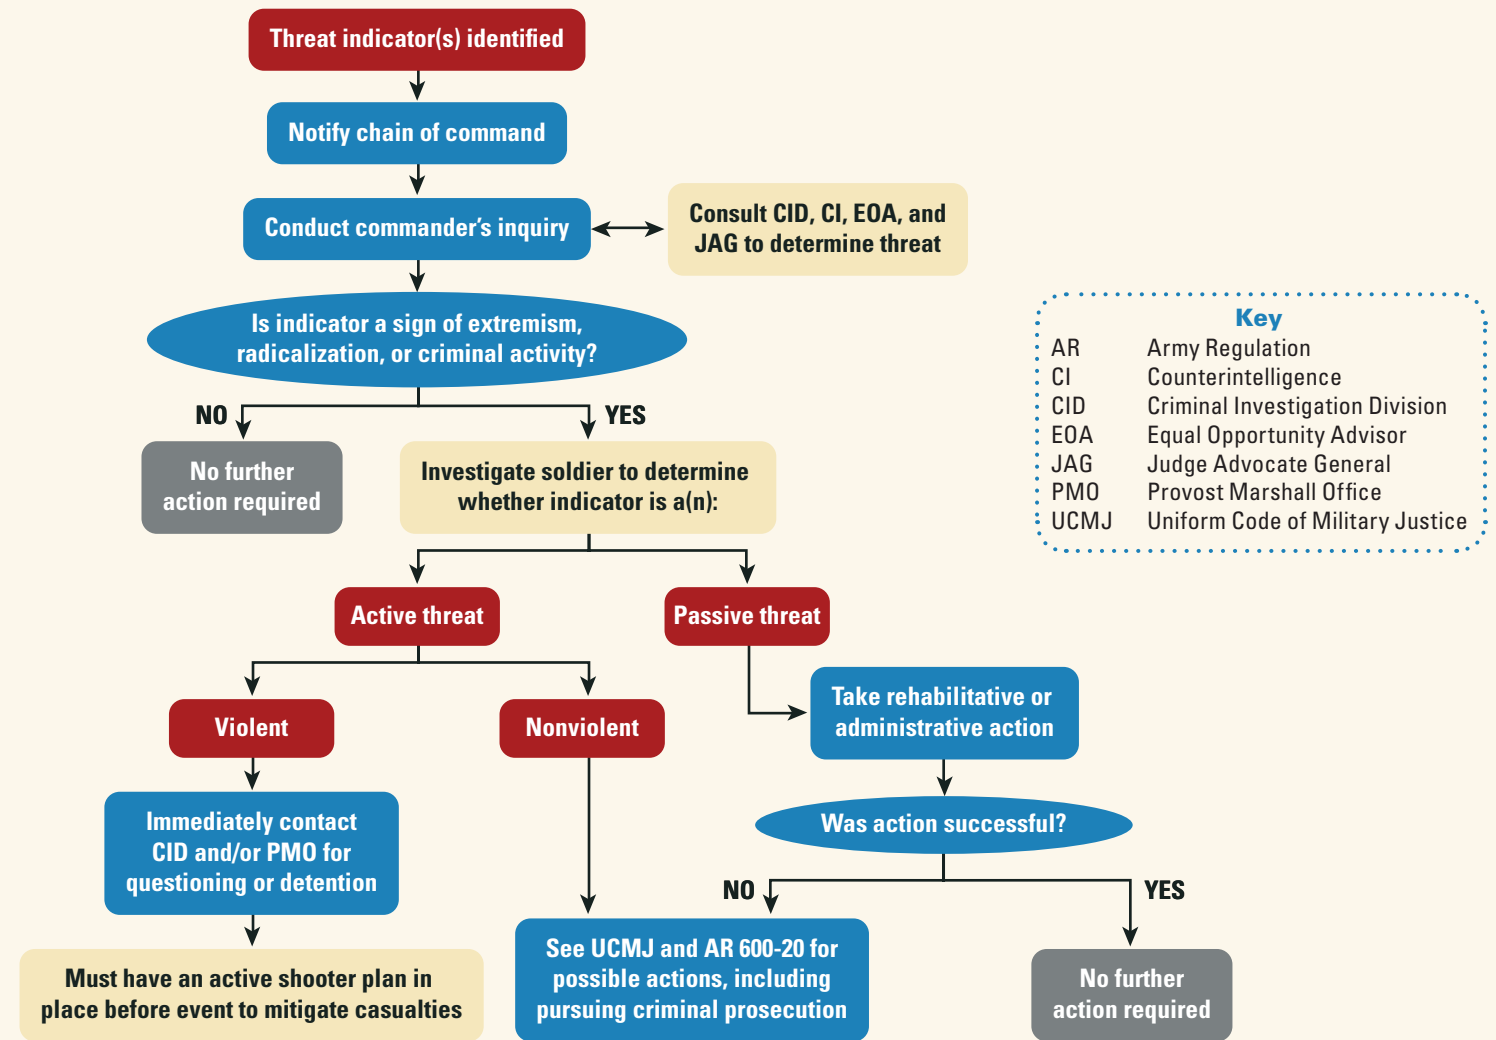 Threat indicator(s) identified
Notify chain of command
Conduct commander's inquiry
Consult CID, CI, EOA, and
JAG to determine threat
Is indicator a sign of extremism,
radicalization, or criminal activity?
NO
YES
No further
action required
Investigate soldier to determine
whether indicator is a(n):
Active threat
Passive threat
Violent
Nonviolent
Take rehabilitative or
administrative action
Immediately contact
CID and/or PMO for
questioning or detention
Was action successful?
NO
YES
Must have an active shooter plan in
place before event to mitigate casualties
See UCMJ and AR 600-20 for
possible actions, including
pursuing criminal prosecution
No further
action required
Key
AR Army Regulation
CI Counterintelligence
CID Criminal Investigation Division
EOA Equal Opportunity Advisor
JAG Judge Advocate General
PMO Provost Marshall Office
UCMJ Uniform Code of Military Justice